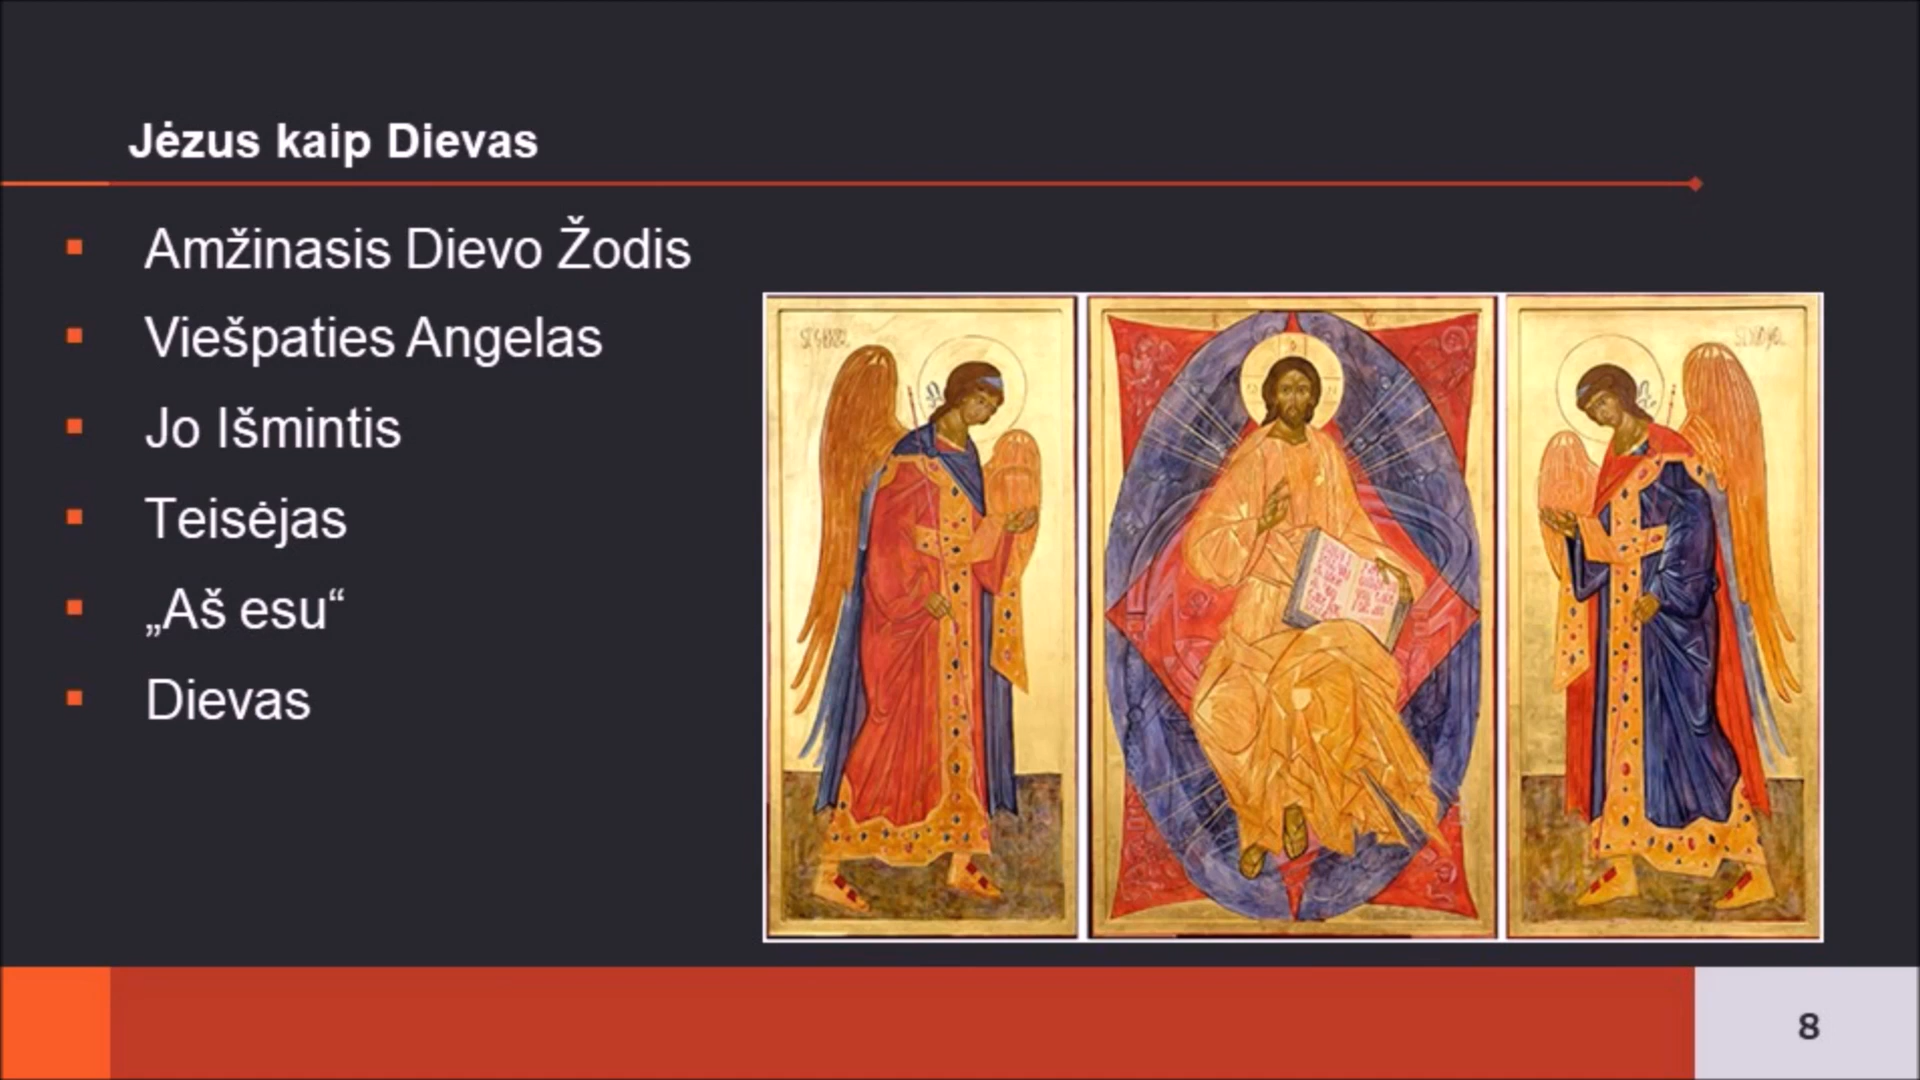 Jėzus kaip Dievas
Amžinasis Dievo Žodis
Viešpaties Angelas
Jo Išmintis
Teisėjas
„Aš esu“
Dievas
8